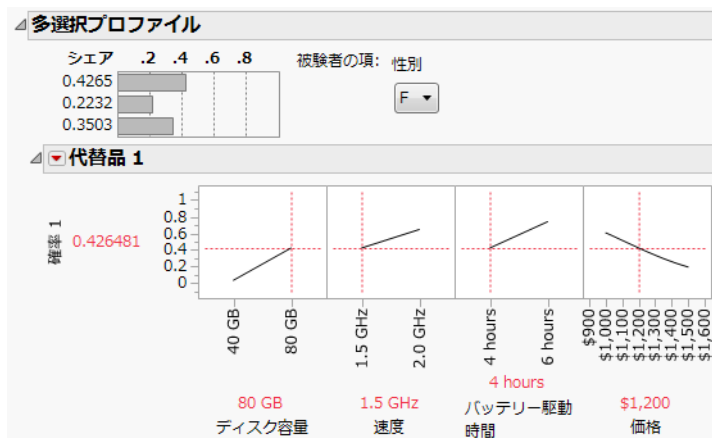 多選択プロファイル
シェア .2 .4 .6 .8
0.4265
0.2232
0.3503
被験者の項: 性別
F
代替品 1
確率 1
0.426481
1
0.8
0.6
0.4
0.2
0
40 GB
80 GB
1.5 GHz
2.0 GHz
4 hours
6 hours
$900
$1,000
$1,100
$1,200
$1,300
$1,400
$1,500
$1,600
80 GB
ディスク容量
1.5 GHz
速度
4 hours
バッテリー駆動
時間
$1,200
価格